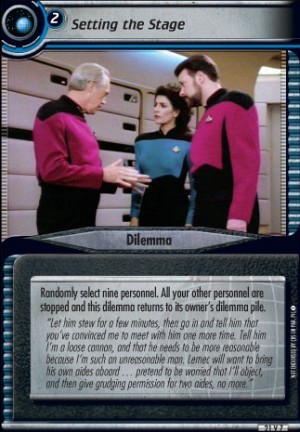 2
Setting the Stage
Dilemma
Randomly select nine personnel. All your other personnel are
stopped and this dilemma returns to its owner's dilemma pile.
"Let him stew for a few minutes, then go in and tell him that
you've convinced me to meet with him one more time. Tell him
I'm a loose cannon, and that he needs to be more reasonable
because I'm such an unreasonable man, Lemec will want to bring
his own aides aboard . . . pretend to be worried that I'll object,
and then give grudging permission for two aides, no more."